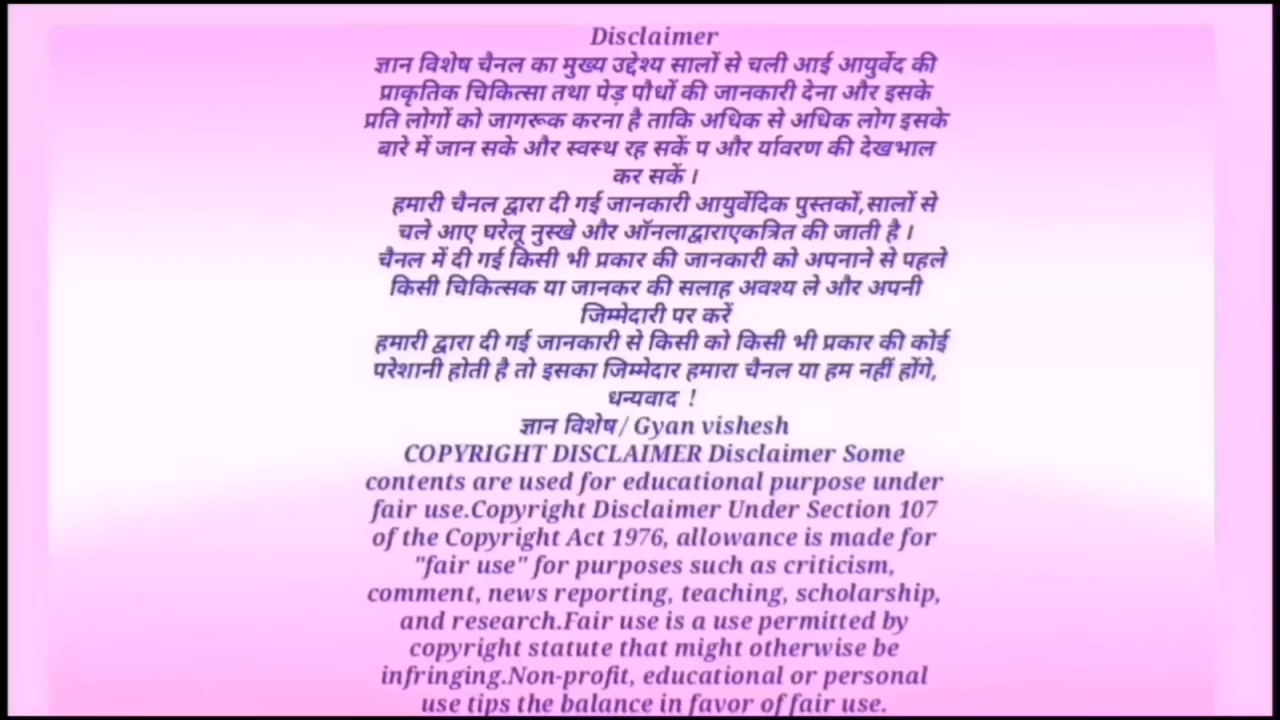 Disclaimer
ज्ञान विशेष चैनल का मुख्य उद्देश्य सालों से चली आई आयुर्वेद की
प्राकृतिक चिकित्सा तथा पेड़ पौधों की जानकारी देना और इसके
प्रति लोगों को जागरूक करना है ताकि अधिक से अधिक लोग इसके
बारे में जान सके और स्वस्थ रह सकें प और र्यावरण की देखभाल
कर सकें ।
हमारी चैनल द्वारा दी गई जानकारी आयुर्वेदिक पुस्तकों,सालों से
चले आए घरेलू नुस्खे और ऑनलाद्वाराएकत्रित की जाती है ।
चैनल में दी गई किसी भी प्रकार की जानकारी को अपनाने से पहले
किसी चिकित्सक या जानकर की सलाह अवश्य ले और अपनी
जिम्मेदारी पर करें
हमारी द्वारा दी गई जानकारी से किसी को किसी भी प्रकार की कोई
परेशानी होती है तो इसका जिम्मेदार हमारा चैनल या हम नहीं होंगे,
धन्यवाद !
ज्ञान विशेष/ Gyan vishesh
COPYRIGHT DISCLAIMER Disclaimer Some
contents are used for educational purpose under
fair use.Copyright Disclaimer Under Section 107
of the Copyright Act 1976, allowance is made for
"fair use" for purposes such as criticism,
comment, news reporting, teaching, scholarship,
and research.Fair use is a use permitted by
copyright statute that might otherwise be
infringing.Non-profit, educational or personal
use tips the balance in favor of fair use.